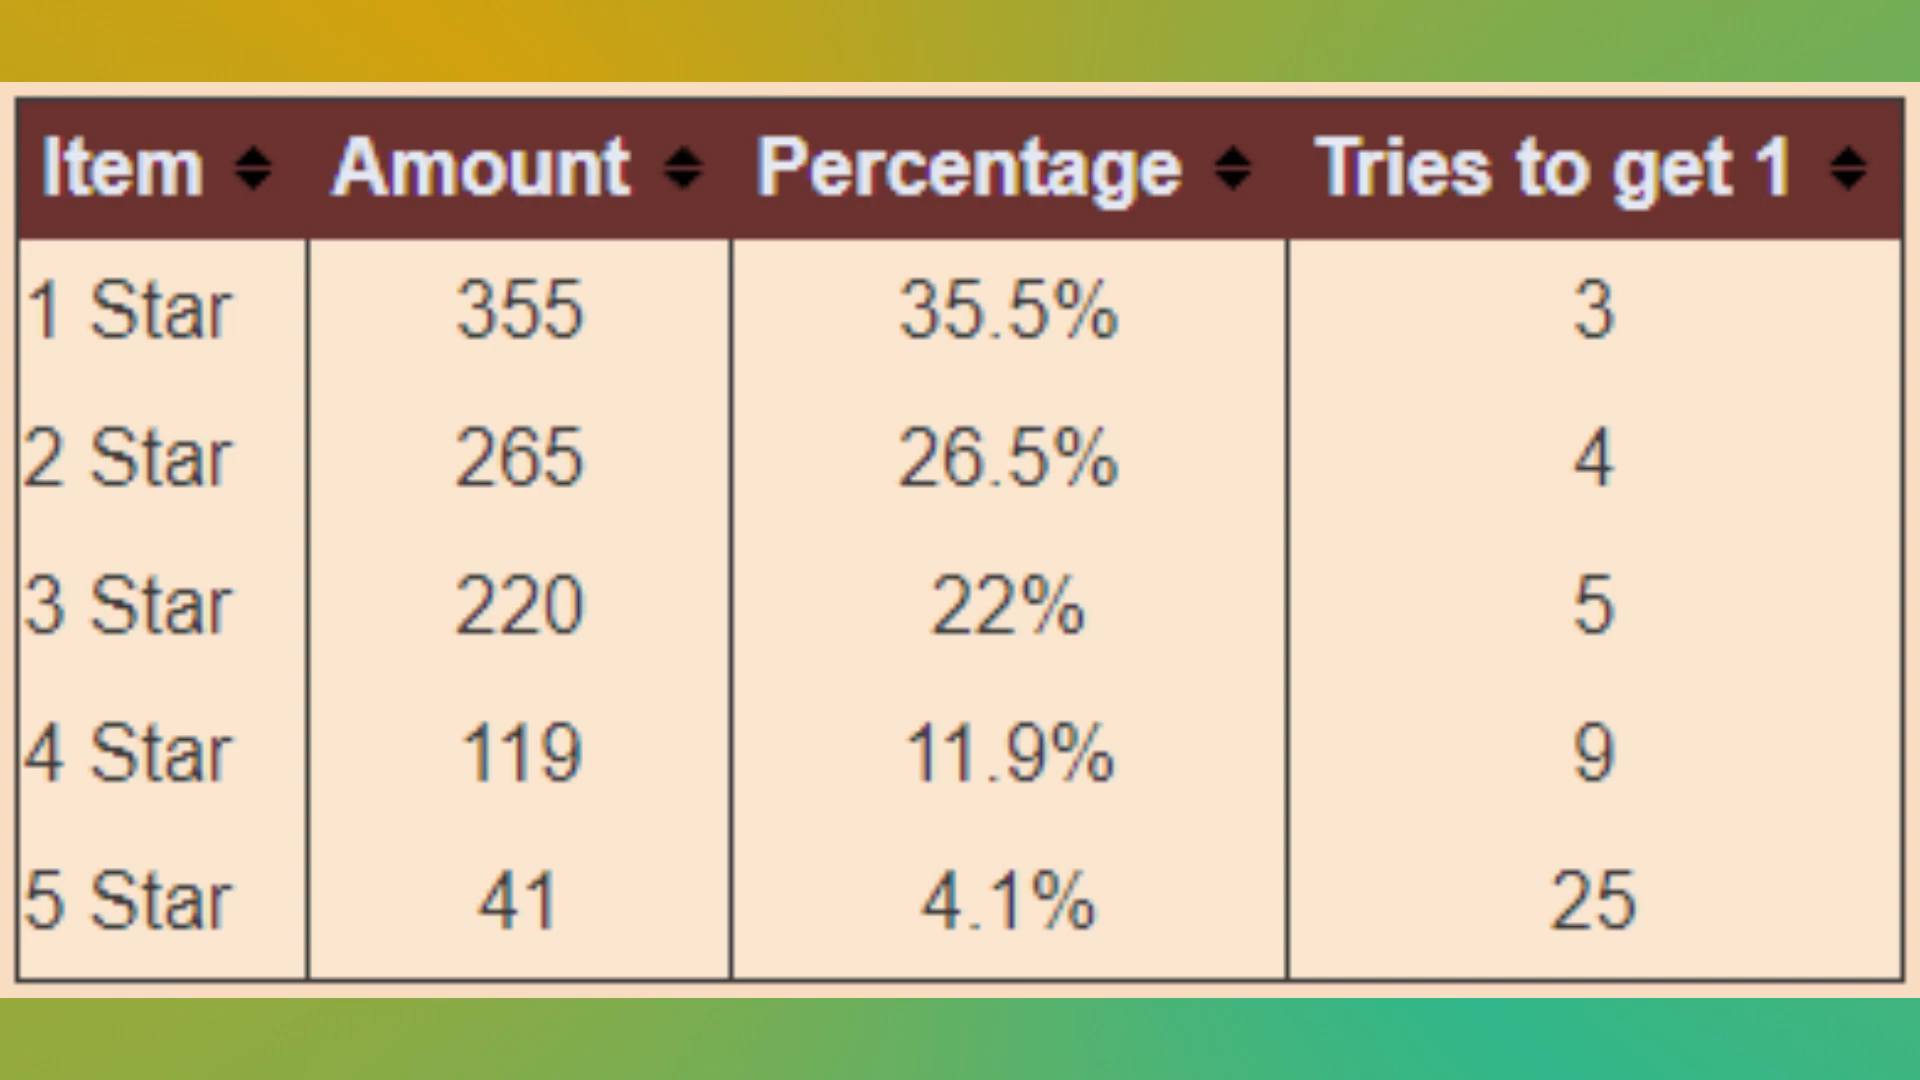 Item Amount Percentage Tries to get 1
1 Star 355 35.5% 3
2 Star 265 26.5% 4
3 Star 220 22% 5
4 Star 119 11.9% 9
5 Star 41 4.1% 25